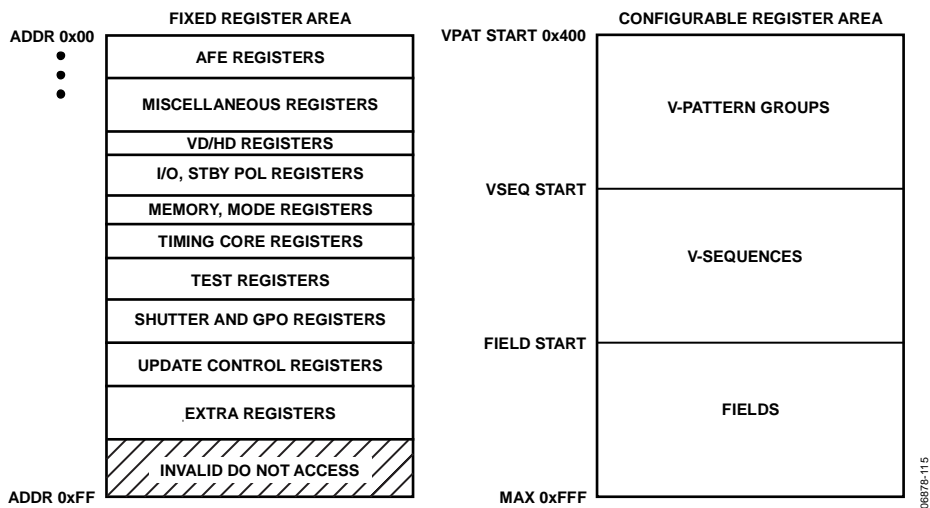 FIXED REGISTER AREA
ADDR 0x00
AFE REGISTERS
MISCELLANEOUS REGISTERS
VD/HD REGISTERS
I/O, STBY POL REGISTERS
MEMORY, MODE REGISTERS
TIMING CORE REGISTERS
TEST REGISTERS
SHUTTER AND GPO REGISTERS
UPDATE CONTROL REGISTERS
EXTRA REGISTERS
INVALID DO NOT ACCESS
ADDR 0xFF
CONFIGURABLE REGISTER AREA
VPAT START 0x400
V-PATTERN GROUPS
VSEQ START
V-SEQUENCES
FIELD START
FIELDS
MAX 0xFFF
06878-115